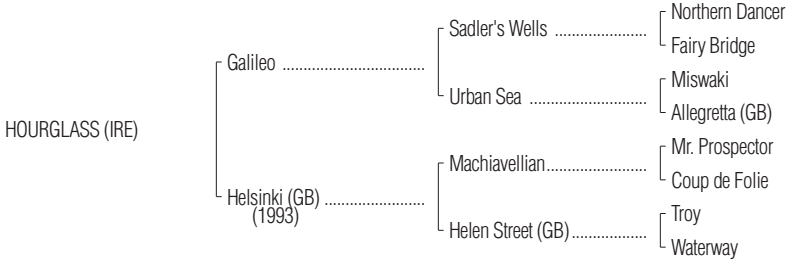 Northern Dancer
Sadler's Wells ......................
Fairy Bridge
Galileo ..................................
Miswaki
Urban Sea ............................
Allegretta (GB)
HOURGLASS (IRE)
Mr. Prospector
Machiavellian........................
Coup de Folie
Helsinki (GB) ........................
(1993)
Troy
Helen Street (GB)..................
Waterway